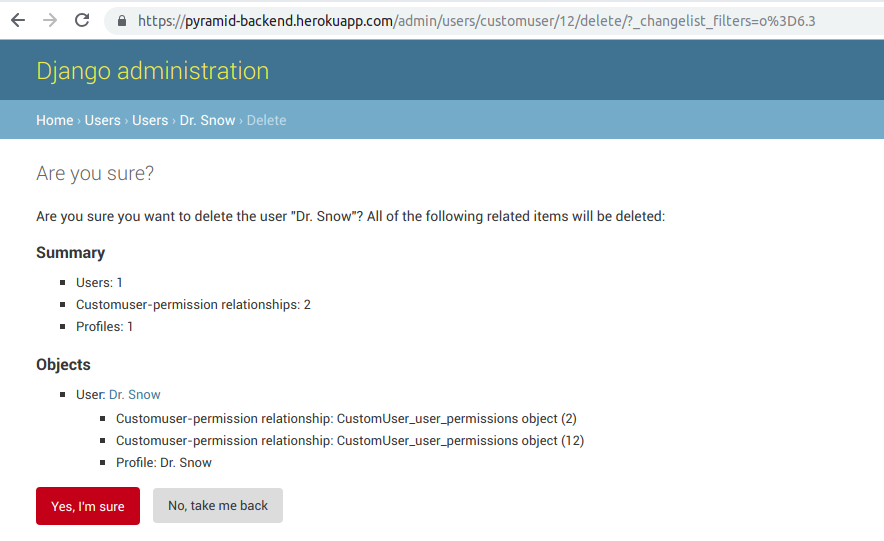 https://pyramid-backend.herokuapp.com/admin/users/customuser/12/delete/?_changelist_filters=o%3D6.3
Django administration
Home › Users › Users › Dr. Snow › Delete
Are you sure?
Are you sure you want to delete the user "Dr. Snow"? All of the following related items will be deleted:
Summary
Users: 1
Customuser-permission relationships: 2
Profiles: 1
Objects
User: Dr. Snow
Customuser-permission relationship: CustomUser_user_permissions object (2)
Customuser-permission relationship: CustomUser_user_permissions object (12)
Profile: Dr. Snow
Yes, I'm sure No, take me back